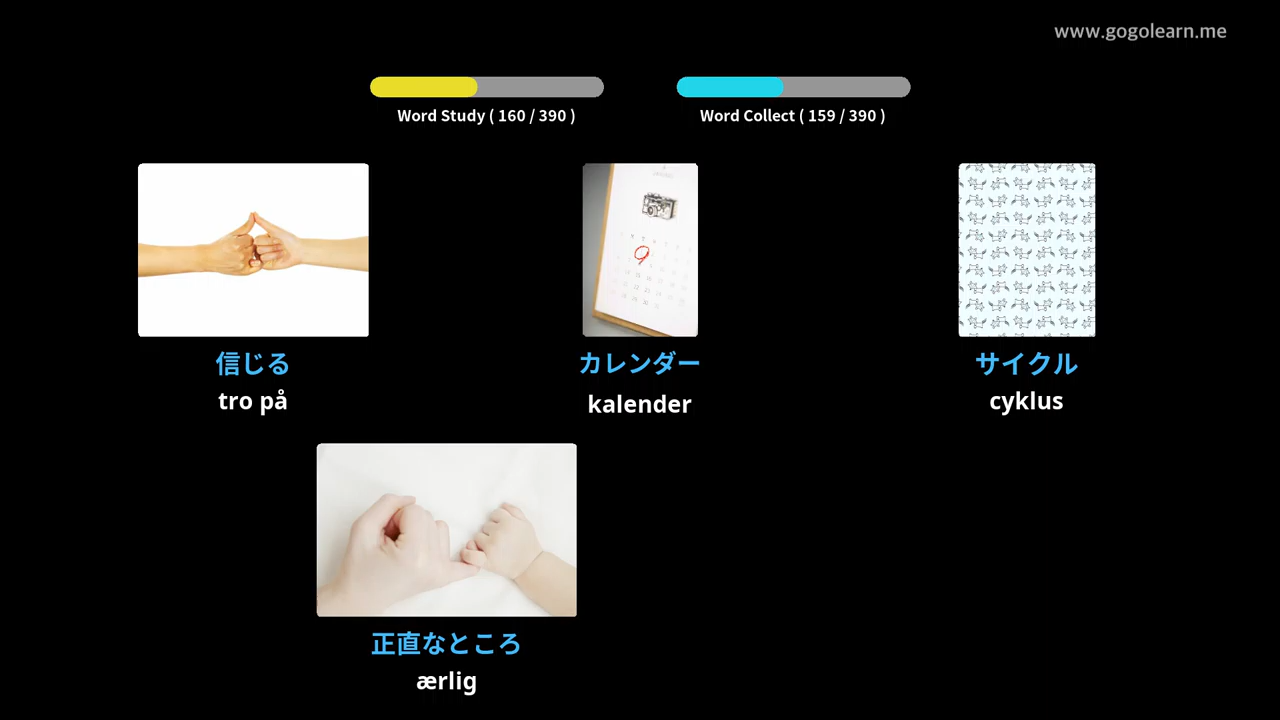 www.gogolearn.me
Word Study ( 160 / 390 )
Word Collect ( 159 / 390 )
信じる
tro på
カレンダー
kalender
サイクル
cyklus
正直なところ
ærlig